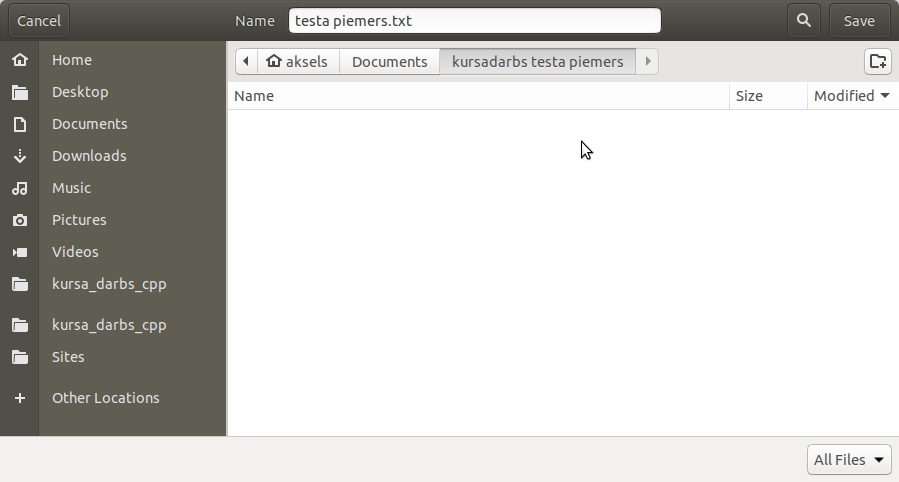 Cancel Name testa piemers.txt Save
Home
Desktop
Documents
Downloads
Music
Pictures
Videos
kursa_darbs_cpp
kursa_darbs_cpp
Sites
Other Locations
aksels Documents kursadarbs testa piemers
Name Size Modified
All Files